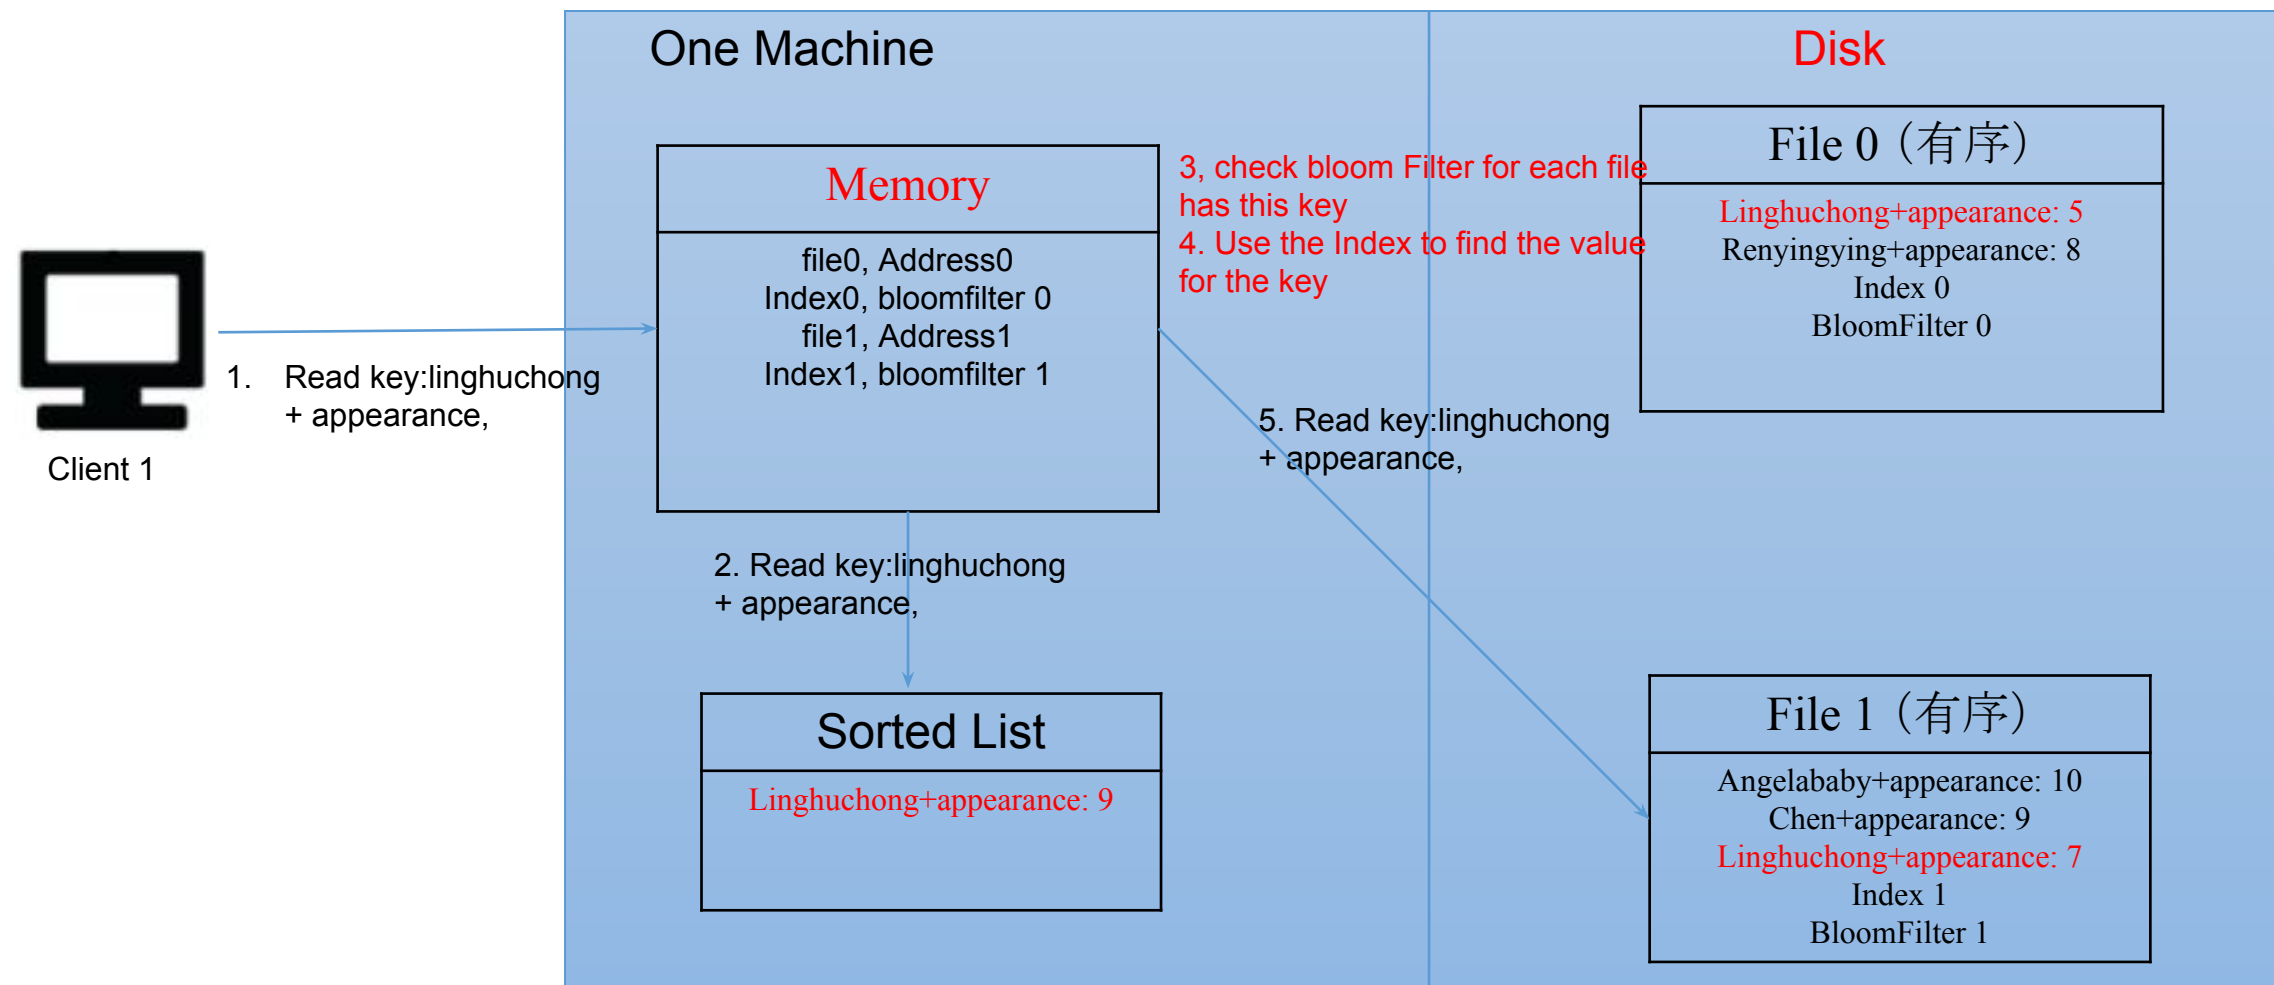 One Machine
Disk
Client 1
1. Read key:linghuchong
+ appearance,
Memory
file0, Address0
Index0, bloomfilter 0
file1, Address1
Index1, bloomfilter 1
2. Read key:linghuchong
+ appearance,
Sorted List
Linghuchong+appearance: 9
3, check bloom Filter for each file
has this key
4. Use the Index to find the value
for the key
5. Read key:linghuchong
+ appearance,
File 0（有序）
Linghuchong+appearance: 5
Renyingying+appearance: 8
Index 0
BloomFilter 0
File 1（有序）
Angelababy+appearance: 10
Chen+appearance: 9
Linghuchong+appearance: 7
Index 1
BloomFilter 1